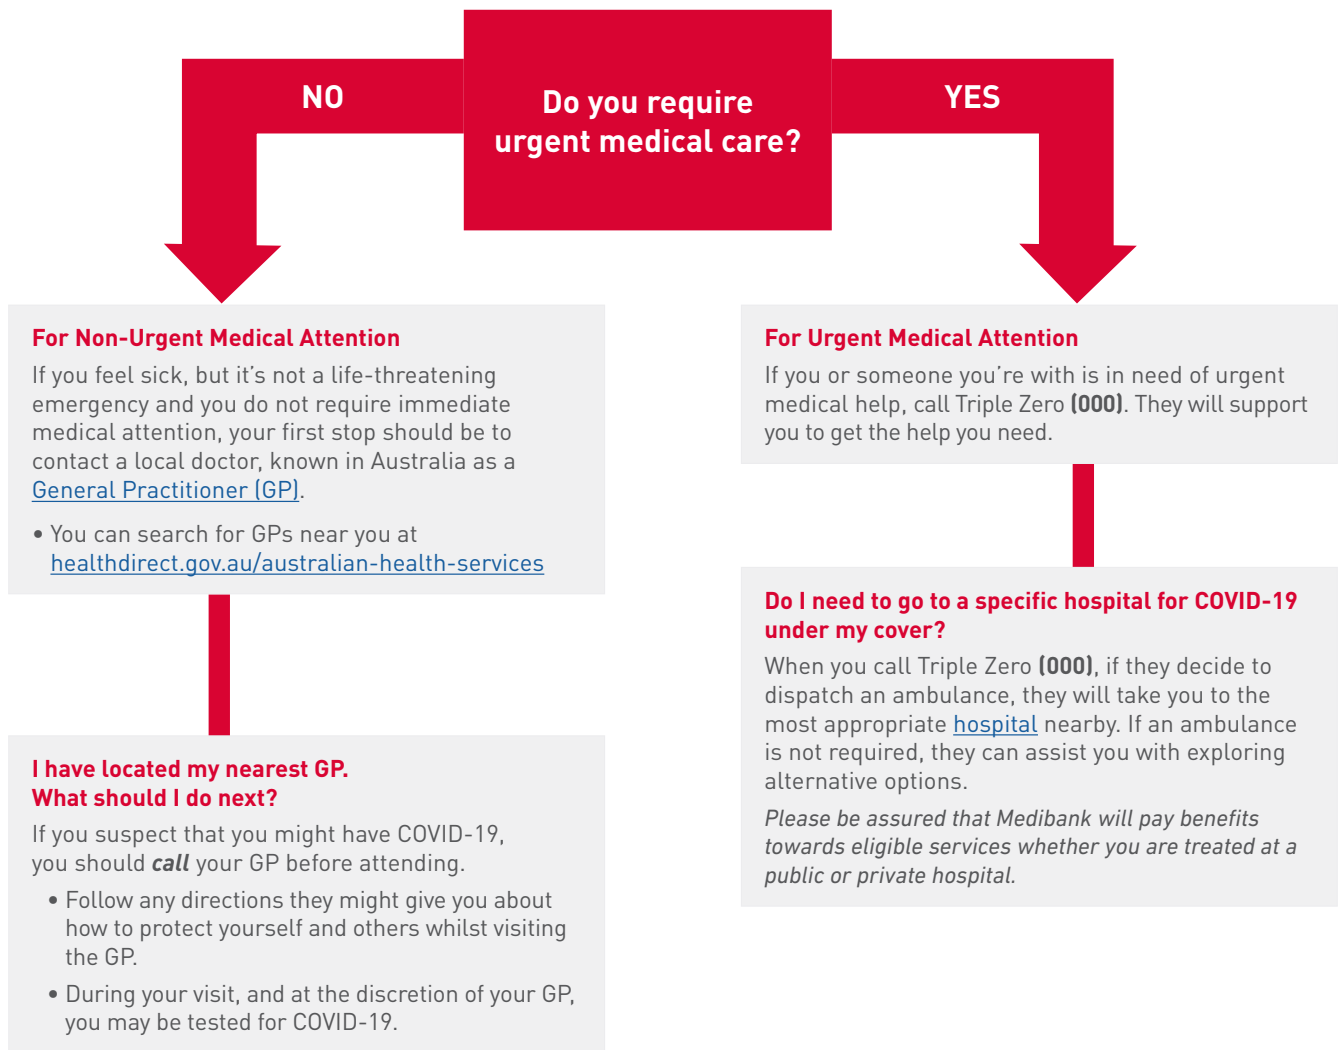 NO
Do you require
urgent medical care?
YES
For Non-Urgent Medical Attention
If you feel sick, but it’s not a life-threatening
emergency and you do not require immediate
medical attention, your first stop should be to
contact a local doctor, known in Australia as a
General Practitioner (GP).
• You can search for GPs near you at
healthdirect.gov.au/australian-health-services
I have located my nearest GP.
What should I do next?
If you suspect that you might have COVID-19,
you should call your GP before attending.
• Follow any directions they might give you about
how to protect yourself and others whilst visiting
the GP.
• During your visit, and at the discretion of your GP,
you may be tested for COVID-19.
For Urgent Medical Attention
If you or someone you’re with is in need of urgent
medical help, call Triple Zero (000). They will support
you to get the help you need.
Do I need to go to a specific hospital for COVID-19
under my cover?
When you call Triple Zero (000), if they decide to
dispatch an ambulance, they will take you to the
most appropriate hospital nearby. If an ambulance
is not required, they can assist you with exploring
alternative options.
Please be assured that Medibank will pay benefits
towards eligible services whether you are treated at a
public or private hospital.